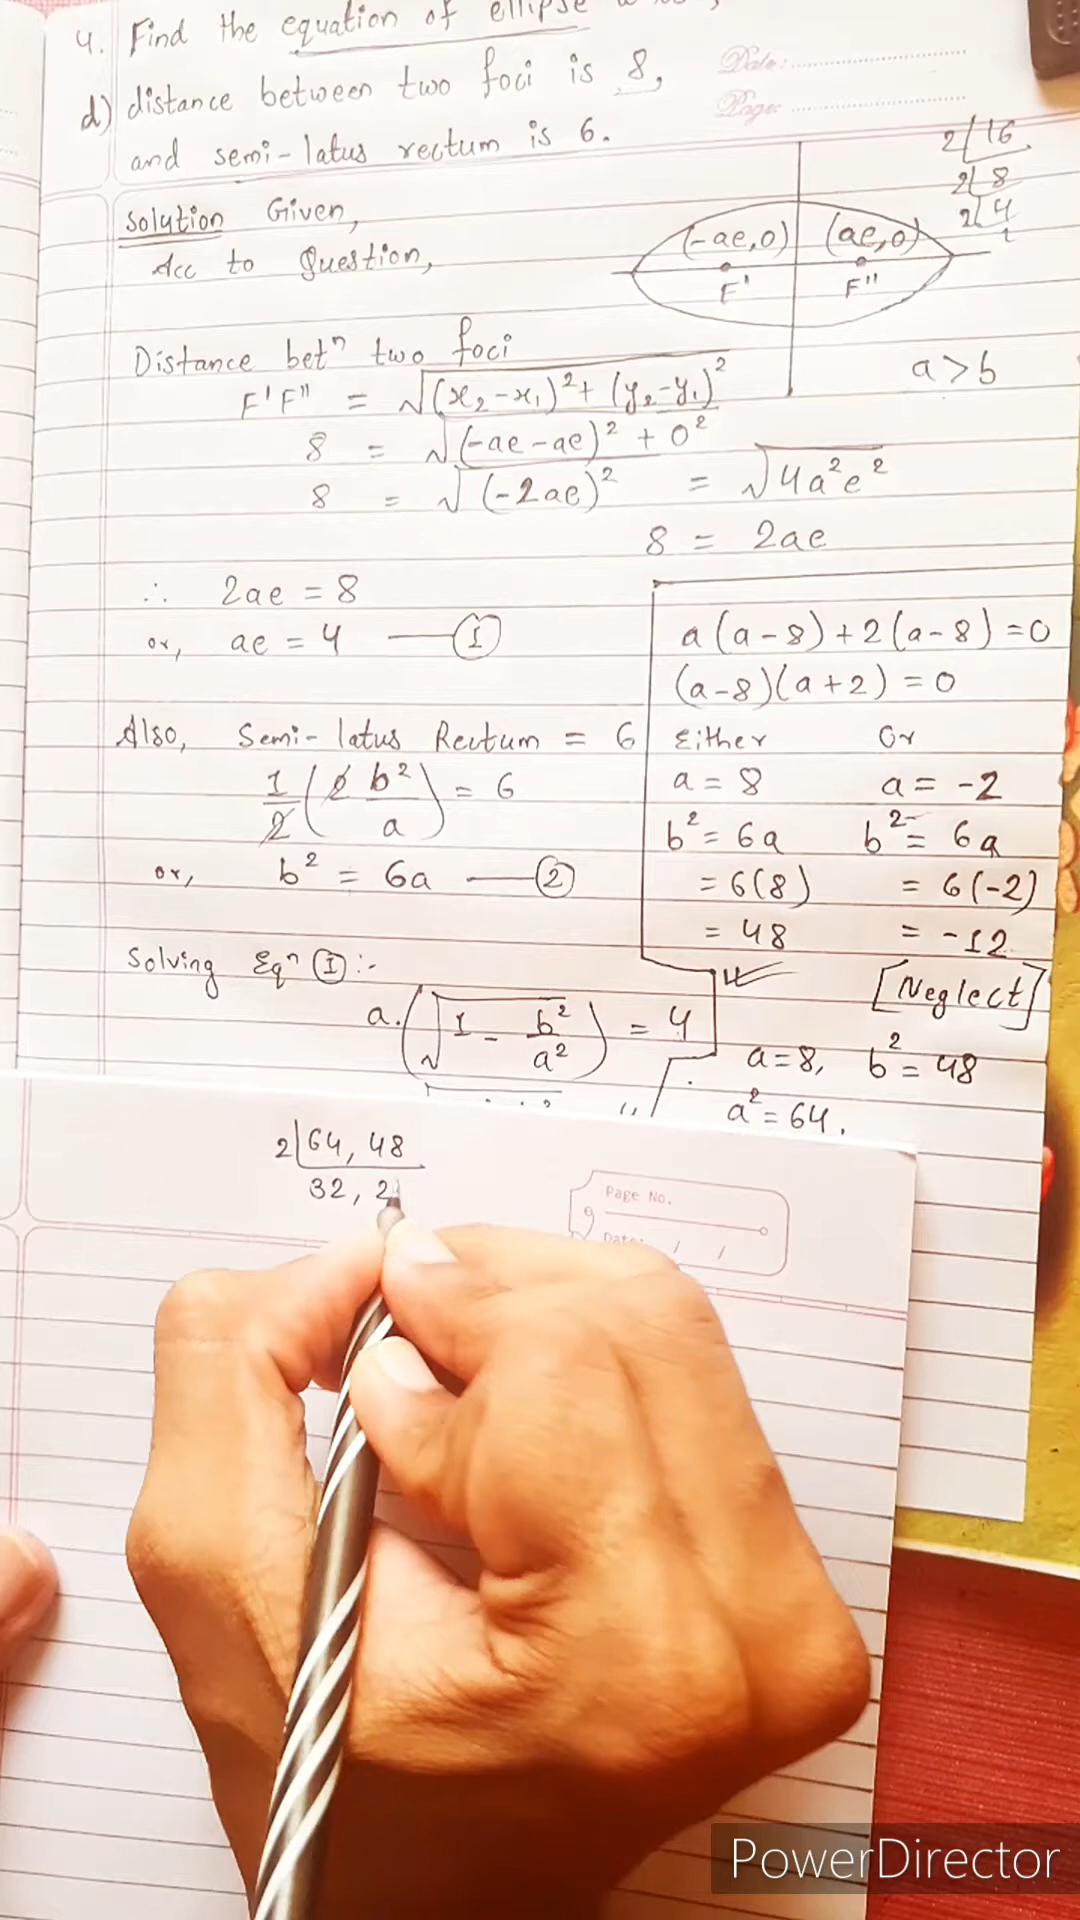 4. Find the equation of ellipse
d) distance between two foci is 8,
and semi-latus rectum is 6.
Date:
Page:
2|16
2|8
2|4
Solution Given,
Acc to Question,
(-ae,0) (ae,0)
F' F"
a>b
Distance betⁿ two foci
F'F" = √(x₂-x₁)²+(y₂-y₁)²
8 = √(-ae-ae)² + 0²
8 = √(-2ae)² = √4a²e²
8 = 2ae
∴ 2ae = 8
or, ae = 4 —①
Also, Semi-latus Rectum = 6
1/2 (2 b²/a) = 6
or, b² = 6a —②
Solving Eqⁿ ① :-
a.(√1 - b²/a²) = 4
a(a-8)+2(a-8)=0
(a-8)(a+2)=0
Either Or
a = 8 a = -2
b² = 6a b² = 6a
= 6(8) = 6(-2)
= 48 = -12
[Neglect]
a=8, b²=48
a²=64.
2|64, 48
32, 2
Page No.
Date: / /
PowerDirector